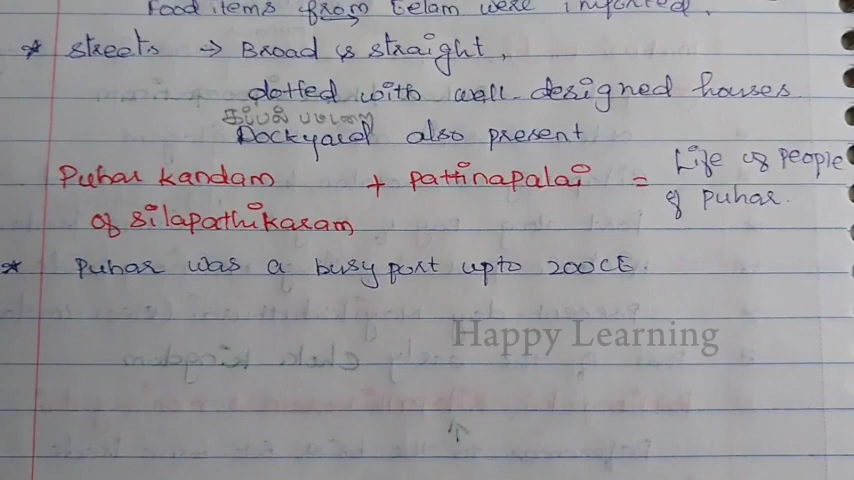 Food items from Eelam were imported.
* Streets → Broad & straight,
dotted with well-designed houses
கப்பல் பட்டறை
Dockyard also present
Puhar kandam + pattinapalai = Life of people
of silapathikaram of puhar.
* Puhar was a busy port upto 200CE.
Happy Learning